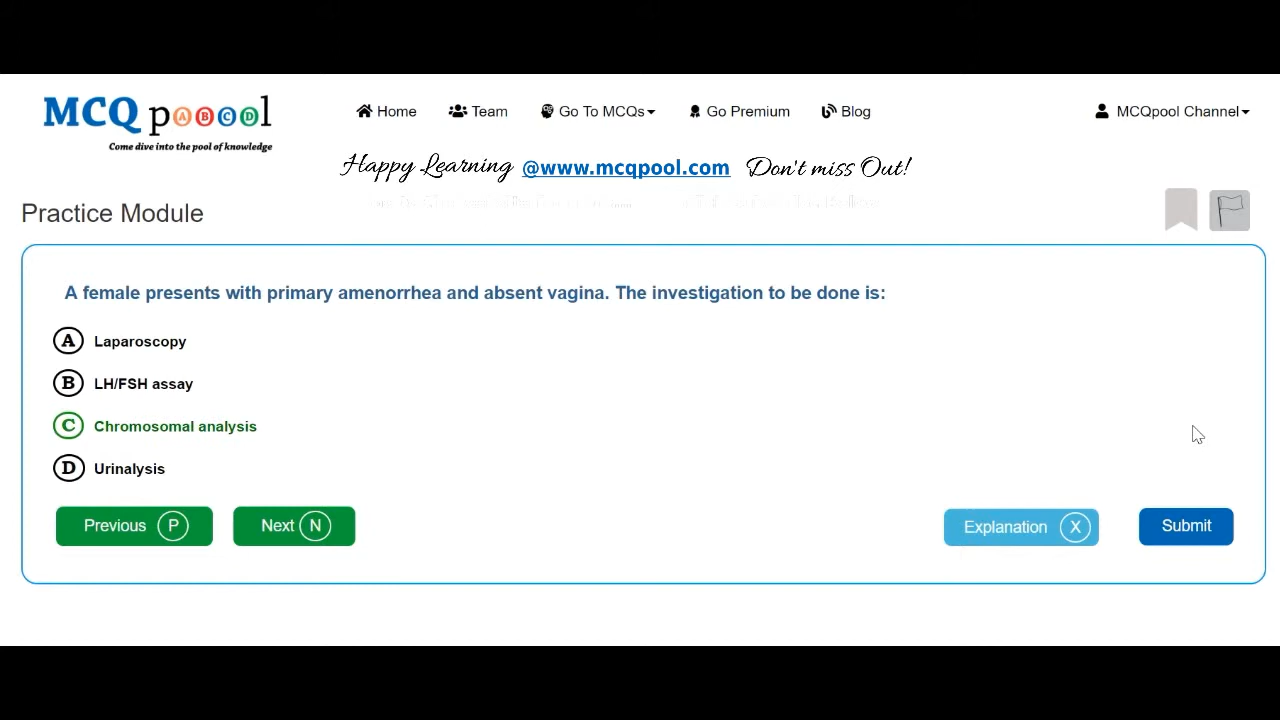 MCQ pABCDl
Come dive into the pool of knowledge
Home Team Go To MCQs Go Premium Blog MCQpool Channel
Happy Learning @www.mcqpool.com Don't miss Out!
Practice Module
A female presents with primary amenorrhea and absent vagina. The investigation to be done is:
A Laparoscopy
B LH/FSH assay
C Chromosomal analysis
D Urinalysis
Previous P Next N Explanation X Submit